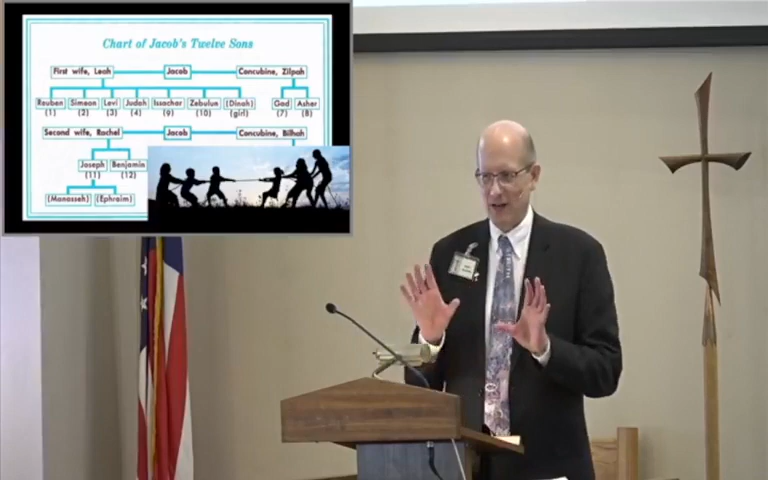 Chart of Jacob's Twelve Sons
First wife, Leah Jacob Concubine, Zilpah
Reuben Simeon Levi Judah Issachar Zebulun (Dinah) Gad Asher
(1) (2) (3) (4) (9) (10) (girl) (7) (8)
Second wife, Rachel Jacob Concubine, Bilhah
Joseph Benjamin
(11) (12)
(Manasseh) (Ephraim)